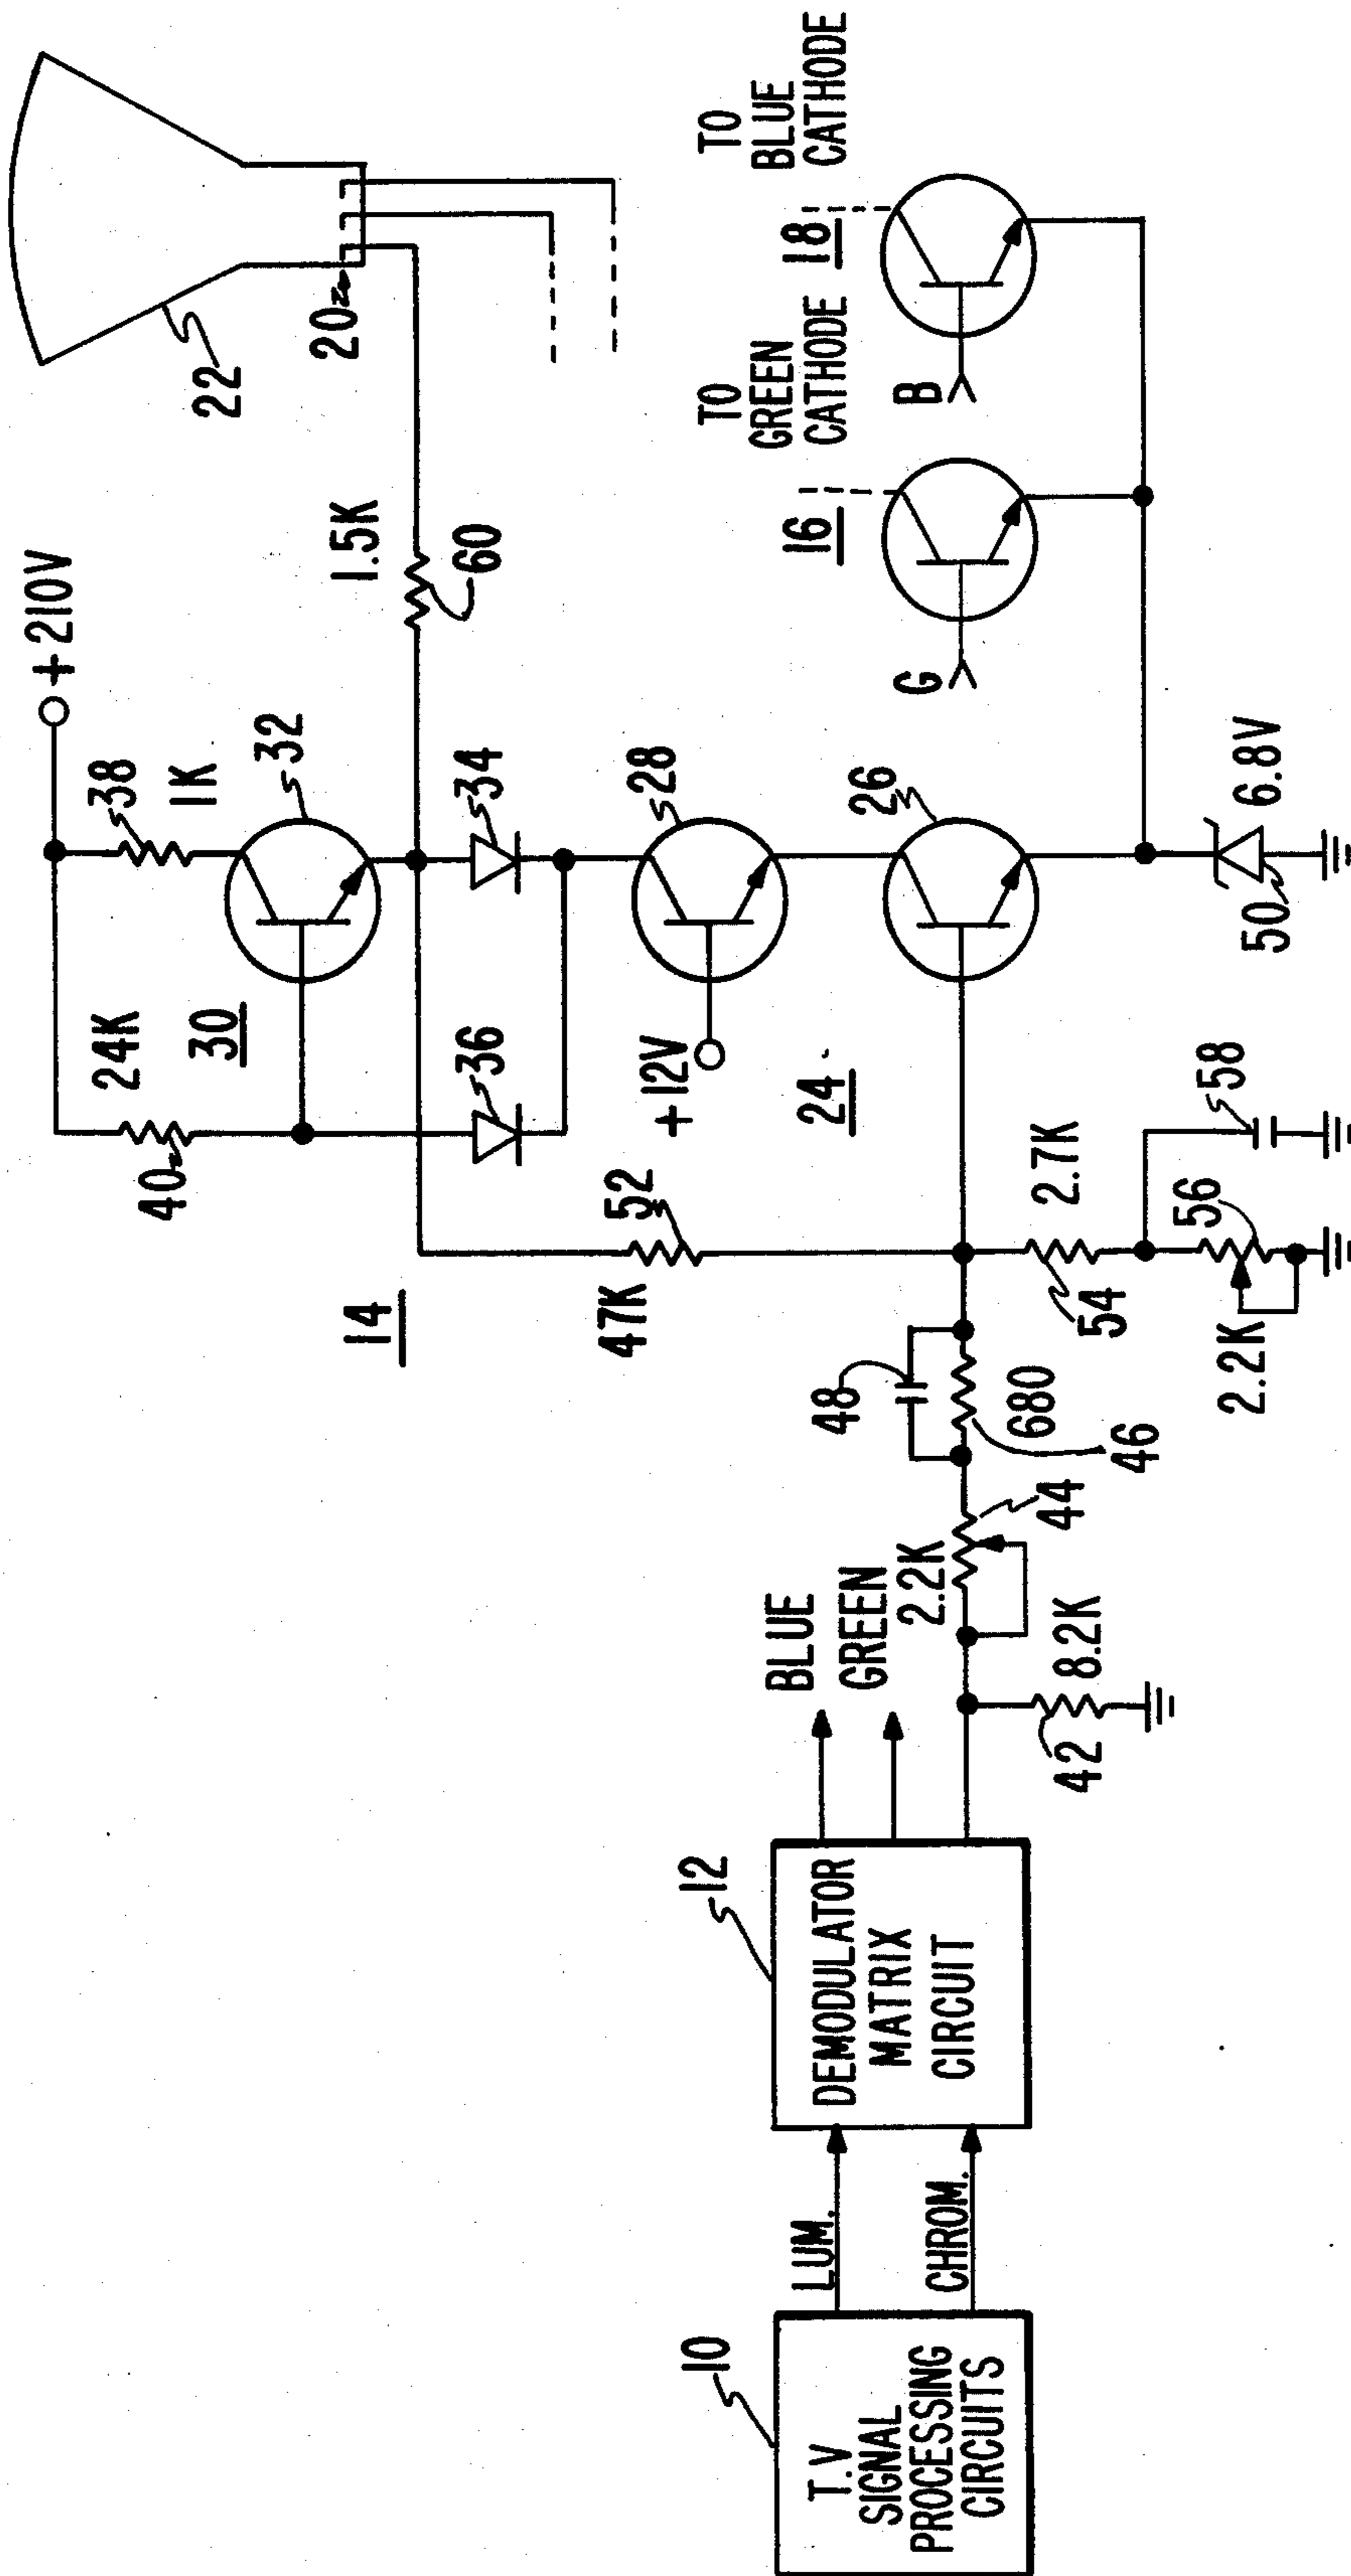 T.V
SIGNAL
PROCESSING
CIRCUITS
10
LUM.
CHROM.
DEMODULATOR
MATRIX
CIRCUIT
12
BLUE
GREEN
2.2K
44
42
8.2K
48
680
46
14
47K
52
2.7K
54
56
2.2K
58
24K
40
30
36
+12V
24
+210V
38
1K
32
34
28
26
50
6.8V
1.5K
60
22
20
16
TO
GREEN
CATHODE
G
18
TO
BLUE
CATHODE
B